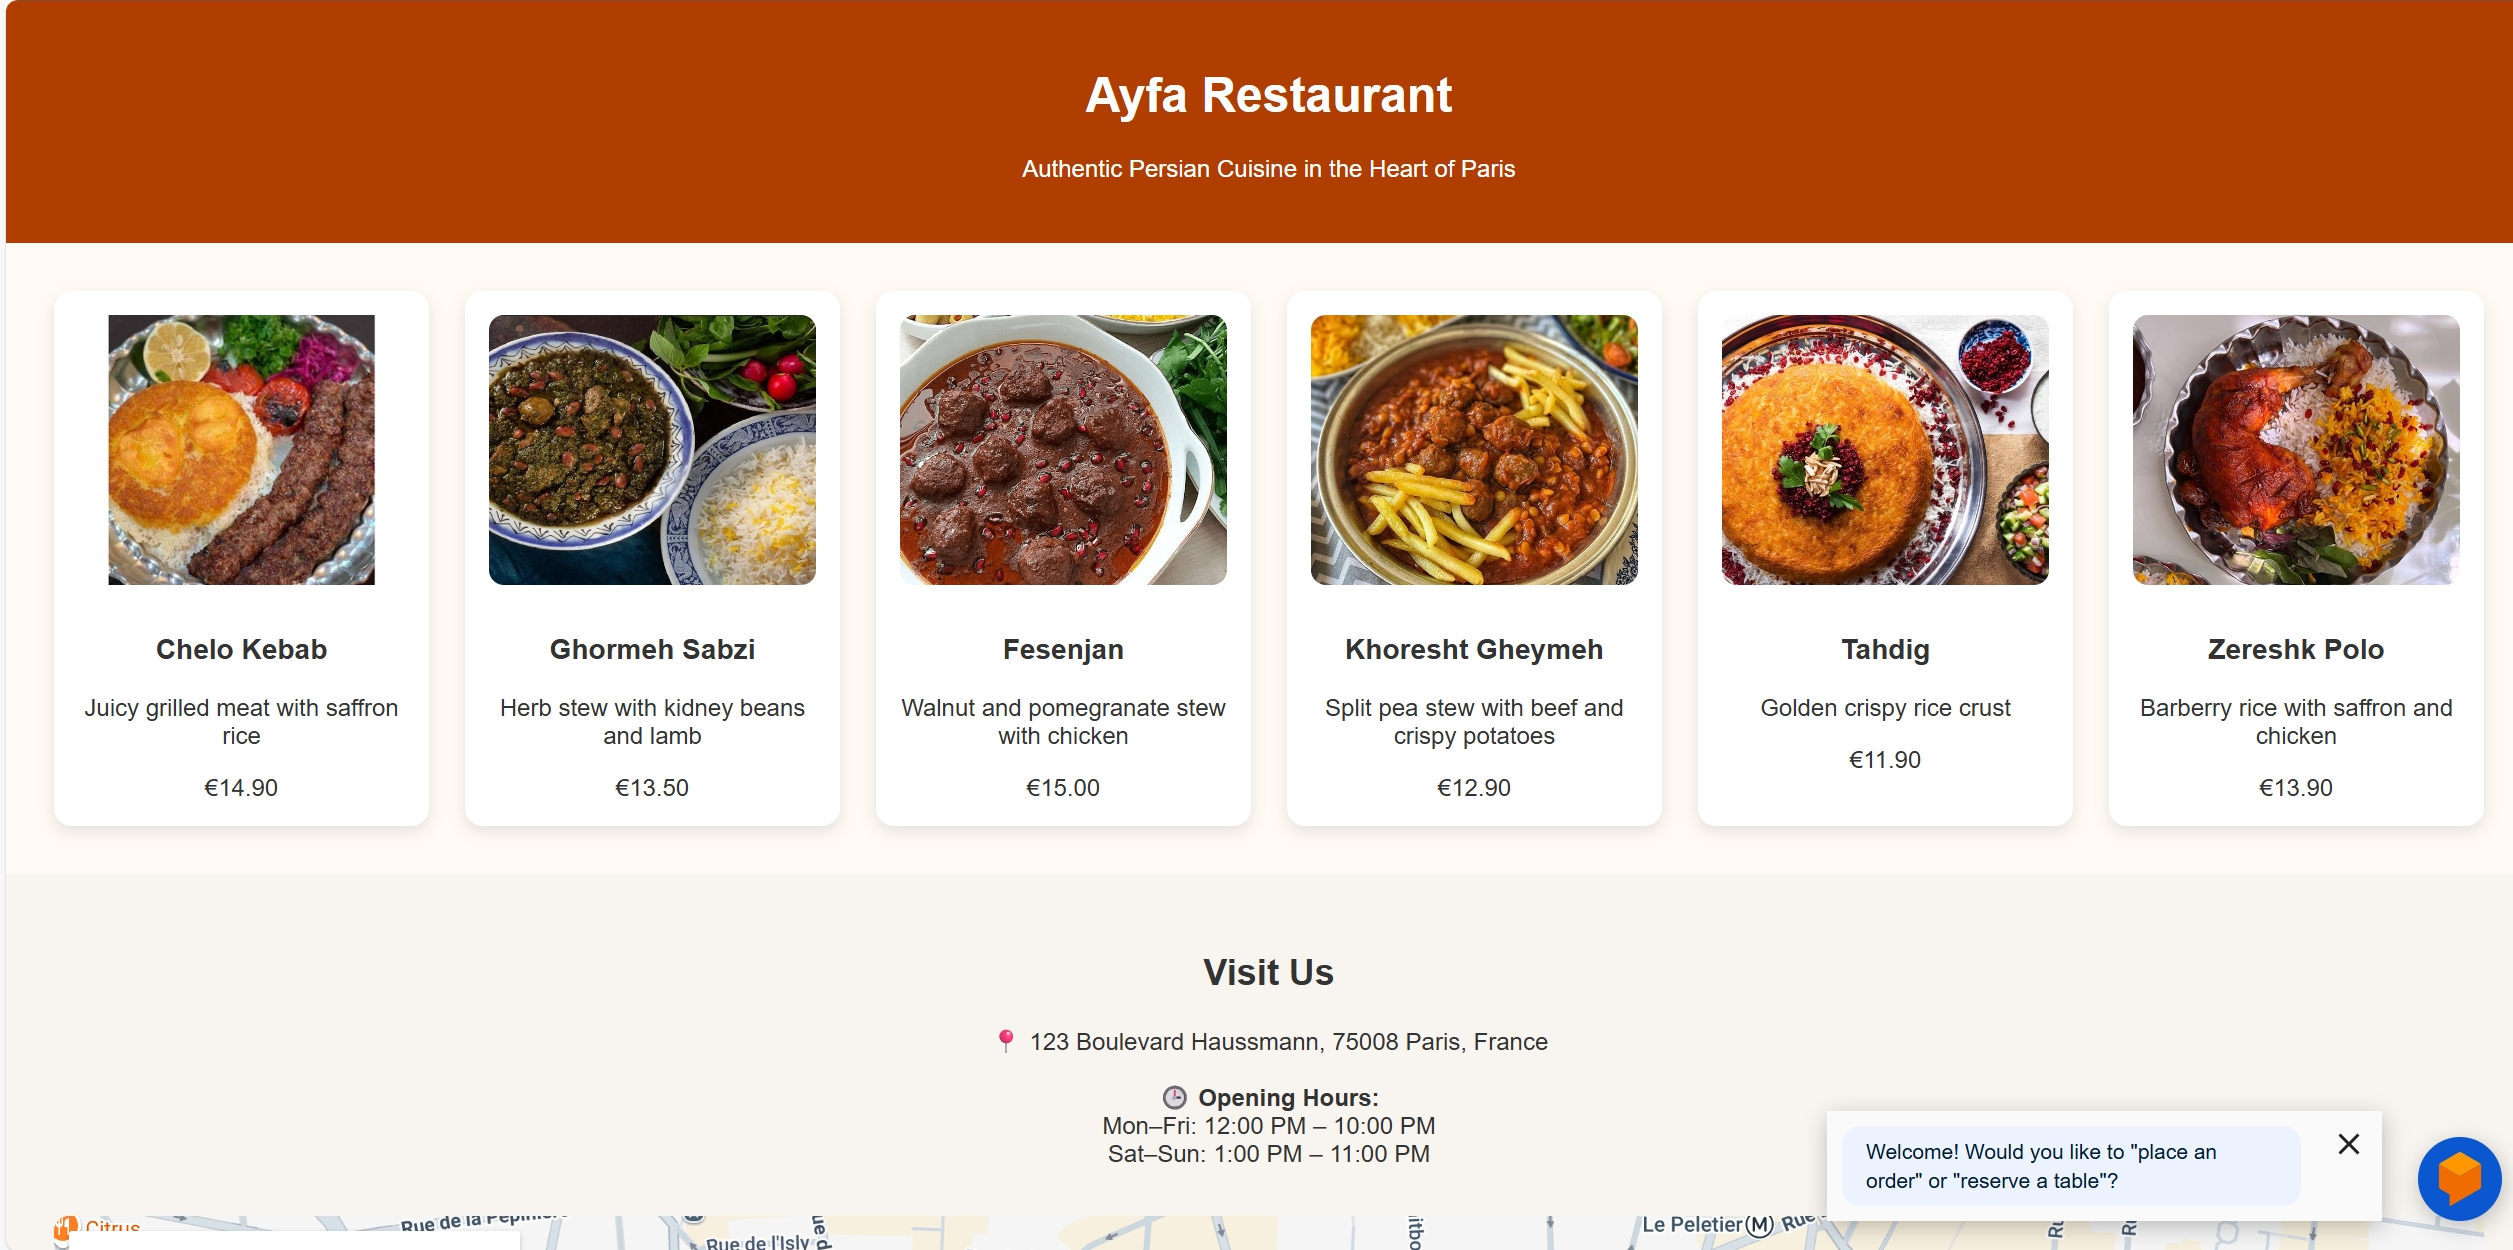 Ayfa Restaurant
Authentic Persian Cuisine in the Heart of Paris
Chelo Kebab
Juicy grilled meat with saffron
rice
€14.90
Ghormeh Sabzi
Herb stew with kidney beans
and lamb
€13.50
Fesenjan
Walnut and pomegranate stew
with chicken
€15.00
Khoresht Gheymeh
Split pea stew with beef and
crispy potatoes
€12.90
Tahdig
Golden crispy rice crust
€11.90
Zereshk Polo
Barberry rice with saffron and
chicken
€13.90
Visit Us
📍 123 Boulevard Haussmann, 75008 Paris, France
🕒 Opening Hours:
Mon–Fri: 12:00 PM – 10:00 PM
Sat–Sun: 1:00 PM – 11:00 PM
Welcome! Would you like to "place an
order" or "reserve a table"?
Citrus
Rue de la
Rue de l'Isly
Le Peletier M